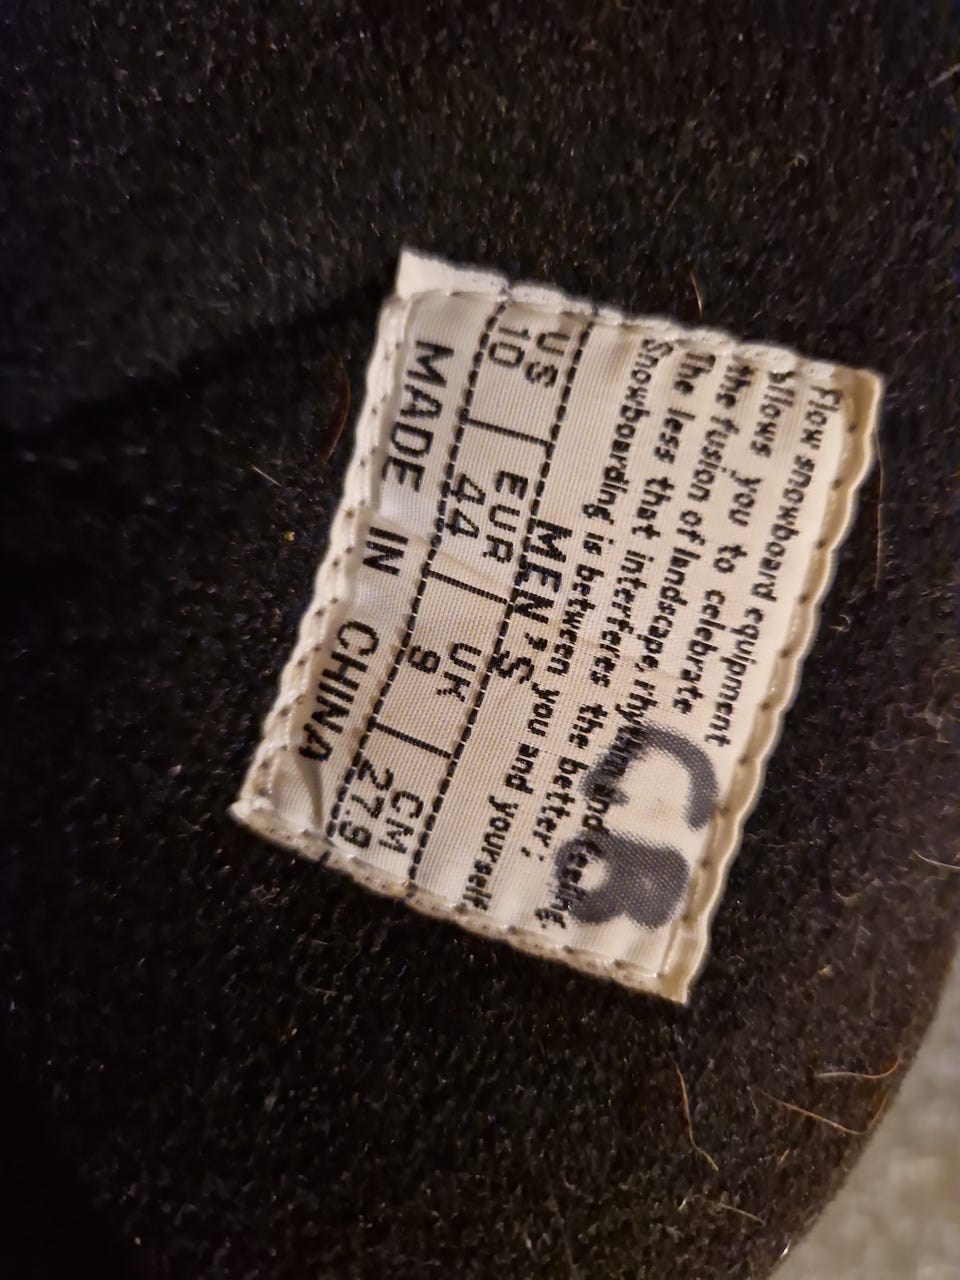 Flow snowboard equipment
allows you to celebrate
the fusion of landscape, rhythm and feeling.
The less that interferes the better;
Snowboarding is between you and yourself.
CB
MEN'S
US | EUR | UK | CM
10 | 44 | 9 | 27.9
MADE IN CHINA